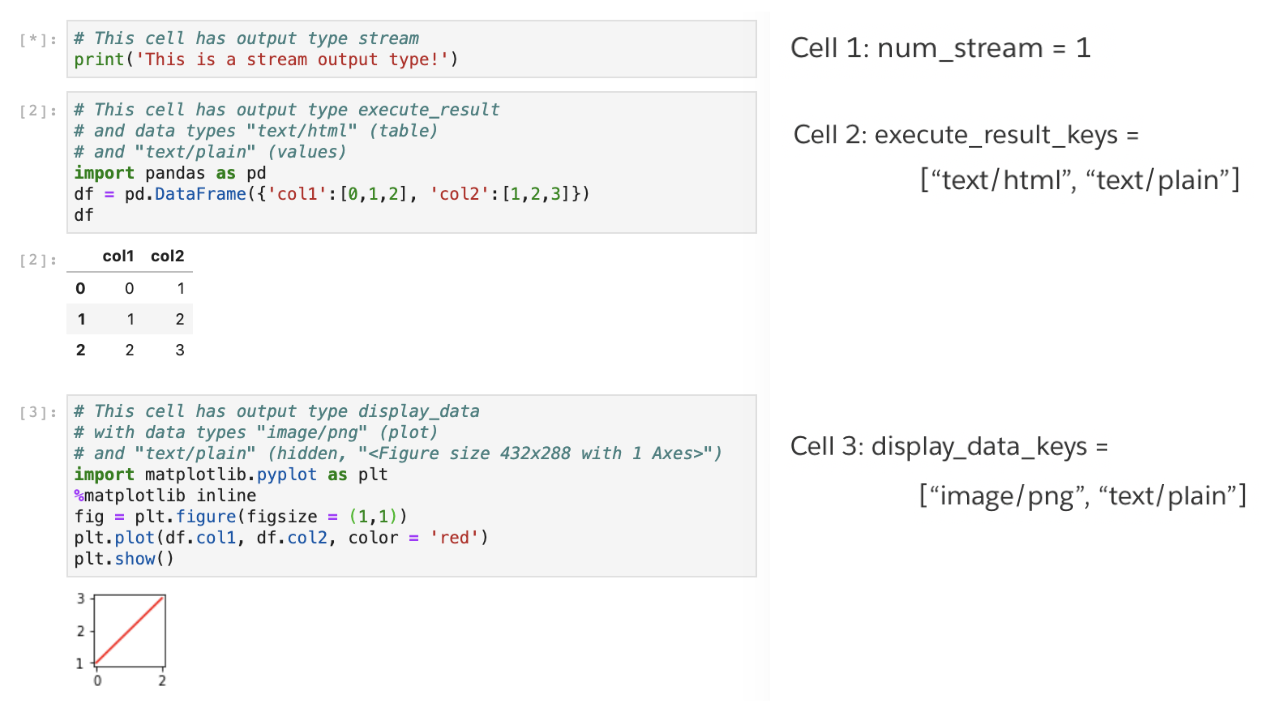 [*]:
# This cell has output type stream
print('This is a stream output type!')
Cell 1: num_stream = 1
[2]:
# This cell has output type execute_result
# and data types "text/html" (table)
# and "text/plain" (values)
import pandas as pd
df = pd.DataFrame({'col1':[0,1,2], 'col2':[1,2,3]})
df
Cell 2: execute_result_keys =
[“text/html”, “text/plain”]
[2]:
col1 col2
0 0 1
1 1 2
2 2 3
[3]:
# This cell has output type display_data
# with data types "image/png" (plot)
# and "text/plain" (hidden, "<Figure size 432x288 with 1 Axes>")
import matplotlib.pyplot as plt
%matplotlib inline
fig = plt.figure(figsize = (1,1))
plt.plot(df.col1, df.col2, color = 'red')
plt.show()
Cell 3: display_data_keys =
[“image/png”, “text/plain”]
3
2
1
0 2